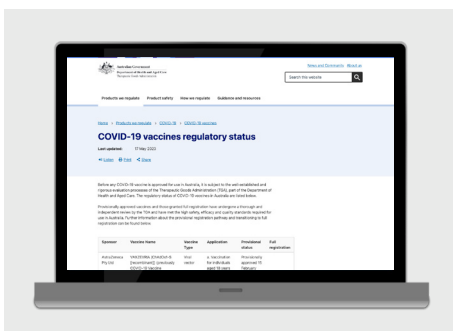 Australian Government
Department of Health and Aged Care
Therapeutic Goods Administration
News and Community About us
Search the website
Products we regulate Product safety How we regulate Guidance and resources
Home > Products we regulate > COVID-19 > COVID-19 vaccines
COVID-19 vaccines regulatory status
Last updated: 17 May 2023
Listen Print Share
Before any COVID-19 vaccine is approved for use in Australia, it is subject to the well-established and
rigorous evaluation processes of the Therapeutic Goods Administration (TGA), part of the Department of
Health and Aged Care. The regulatory status of COVID-19 vaccines in Australia are listed below.
Provisionally approved vaccines and those granted full registration have undergone a thorough and
independent review by the TGA and have met the high safety, efficacy and quality standards required for
use in Australia. Further information about the provisional registration pathway and transitioning to full
registration can be found below.
Sponsor Vaccine Name Vaccine Application Provisional Full
Type status registration
AstraZeneca VAXZEVRIA (ChAdOx1-S Viral a. Vaccination Provisionally
Pty Ltd [recombinant]) (previously vector for individuals approved 15
COVID-19 Vaccine aged 18 years February